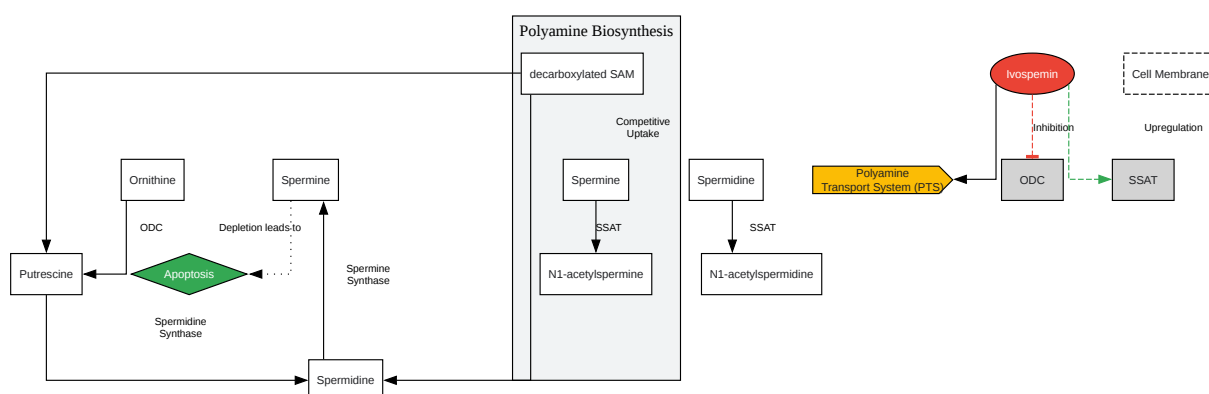 Polyamine Biosynthesis
decarboxylated SAM
Ivospemin
Cell Membrane
Competitive
Uptake
Inhibition
Upregulation
Ornithine
Spermine
Spermine
Spermidine
Polyamine
Transport System (PTS)
ODC
SSAT
ODC
Depletion leads to
SSAT
SSAT
Putrescine
Apoptosis
Spermine
Synthase
N1-acetylspermine
N1-acetylspermidine
Spermidine
Synthase
Spermidine